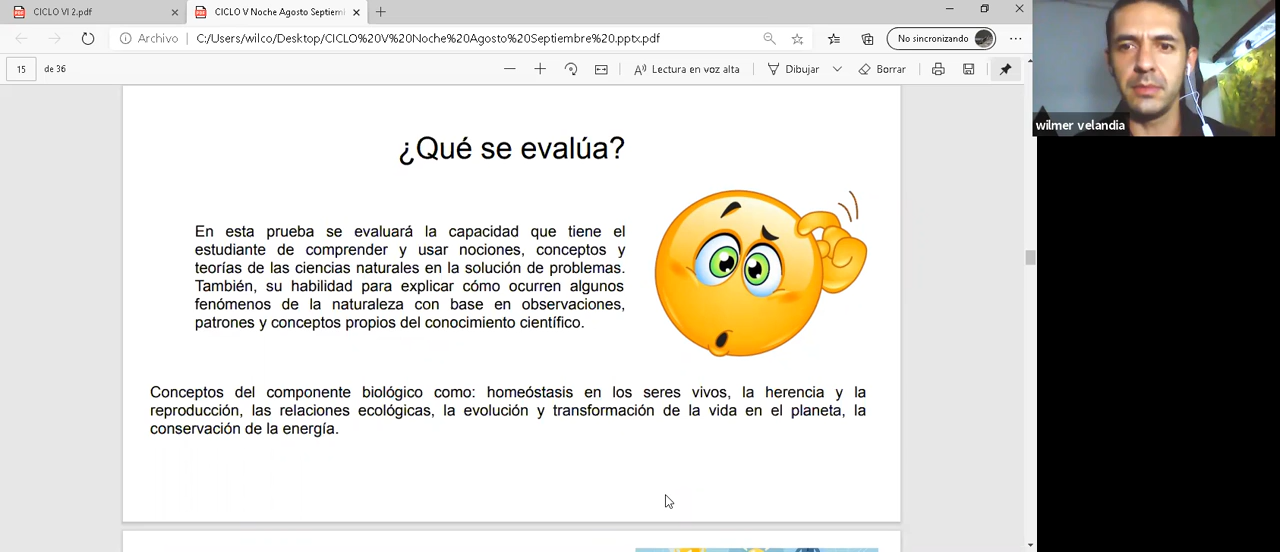 CICLO VI 2.pdf
CICLO V Noche Agosto Septiem
Archivo
C:/Users/wilco/Desktop/CICLO%20V%20Noche%20Agosto%20Septiembre%20.pptx.pdf
No sincronizando
15 de 36
Lectura en voz alta
Dibujar
Borrar
wilmer velandia
¿Qué se evalúa?
En esta prueba se evaluará la capacidad que tiene el
estudiante de comprender y usar nociones, conceptos y
teorías de las ciencias naturales en la solución de problemas.
También, su habilidad para explicar cómo ocurren algunos
fenómenos de la naturaleza con base en observaciones,
patrones y conceptos propios del conocimiento científico.
Conceptos del componente biológico como: homeóstasis en los seres vivos, la herencia y la
reproducción, las relaciones ecológicas, la evolución y transformación de la vida en el planeta, la
conservación de la energía.